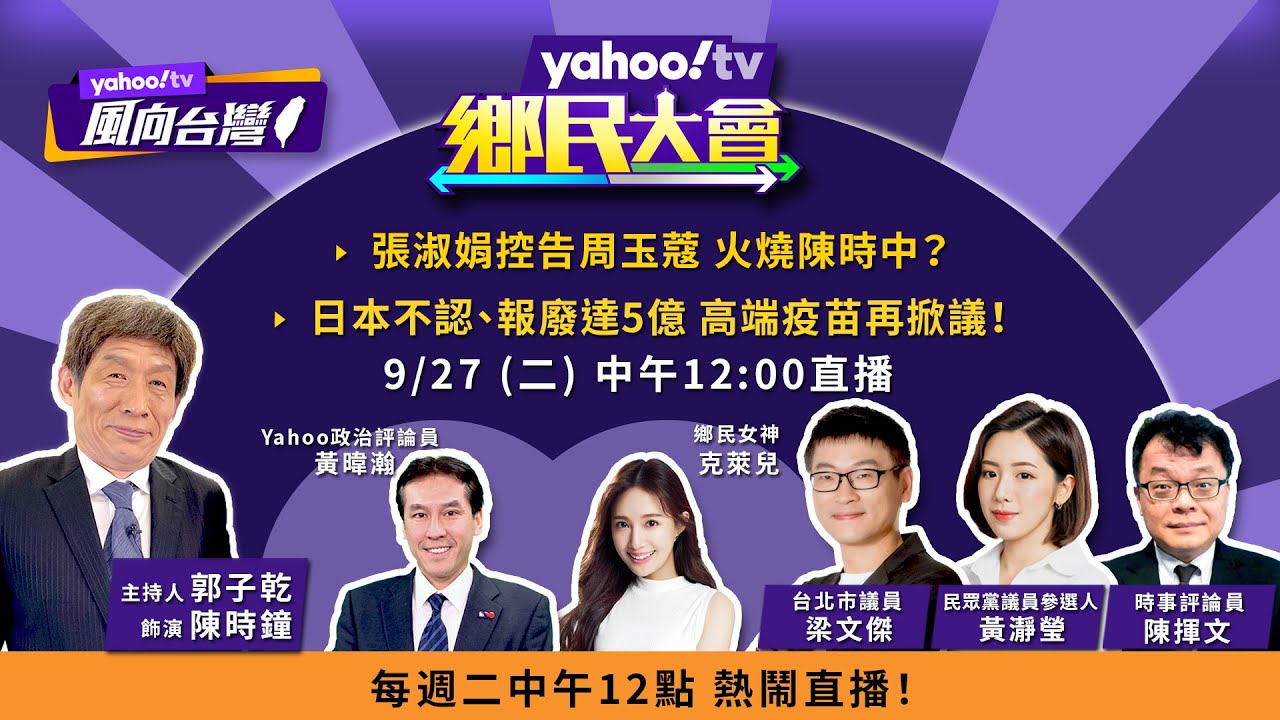 yahoo!tv
風向台灣
yahoo!tv
鄉民大會
張淑娟控告周玉蔻 火燒陳時中?
日本不認、報廢達5億 高端疫苗再掀議!
9/27 (二) 中午12:00直播
Yahoo政治評論員
黃暐瀚
鄉民女神
克萊兒
主持人 郭子乾
飾演 陳時鐘
台北市議員
梁文傑
民眾黨議員參選人
黃瀞瑩
時事評論員
陳揮文
每週二中午12點 熱鬧直播!